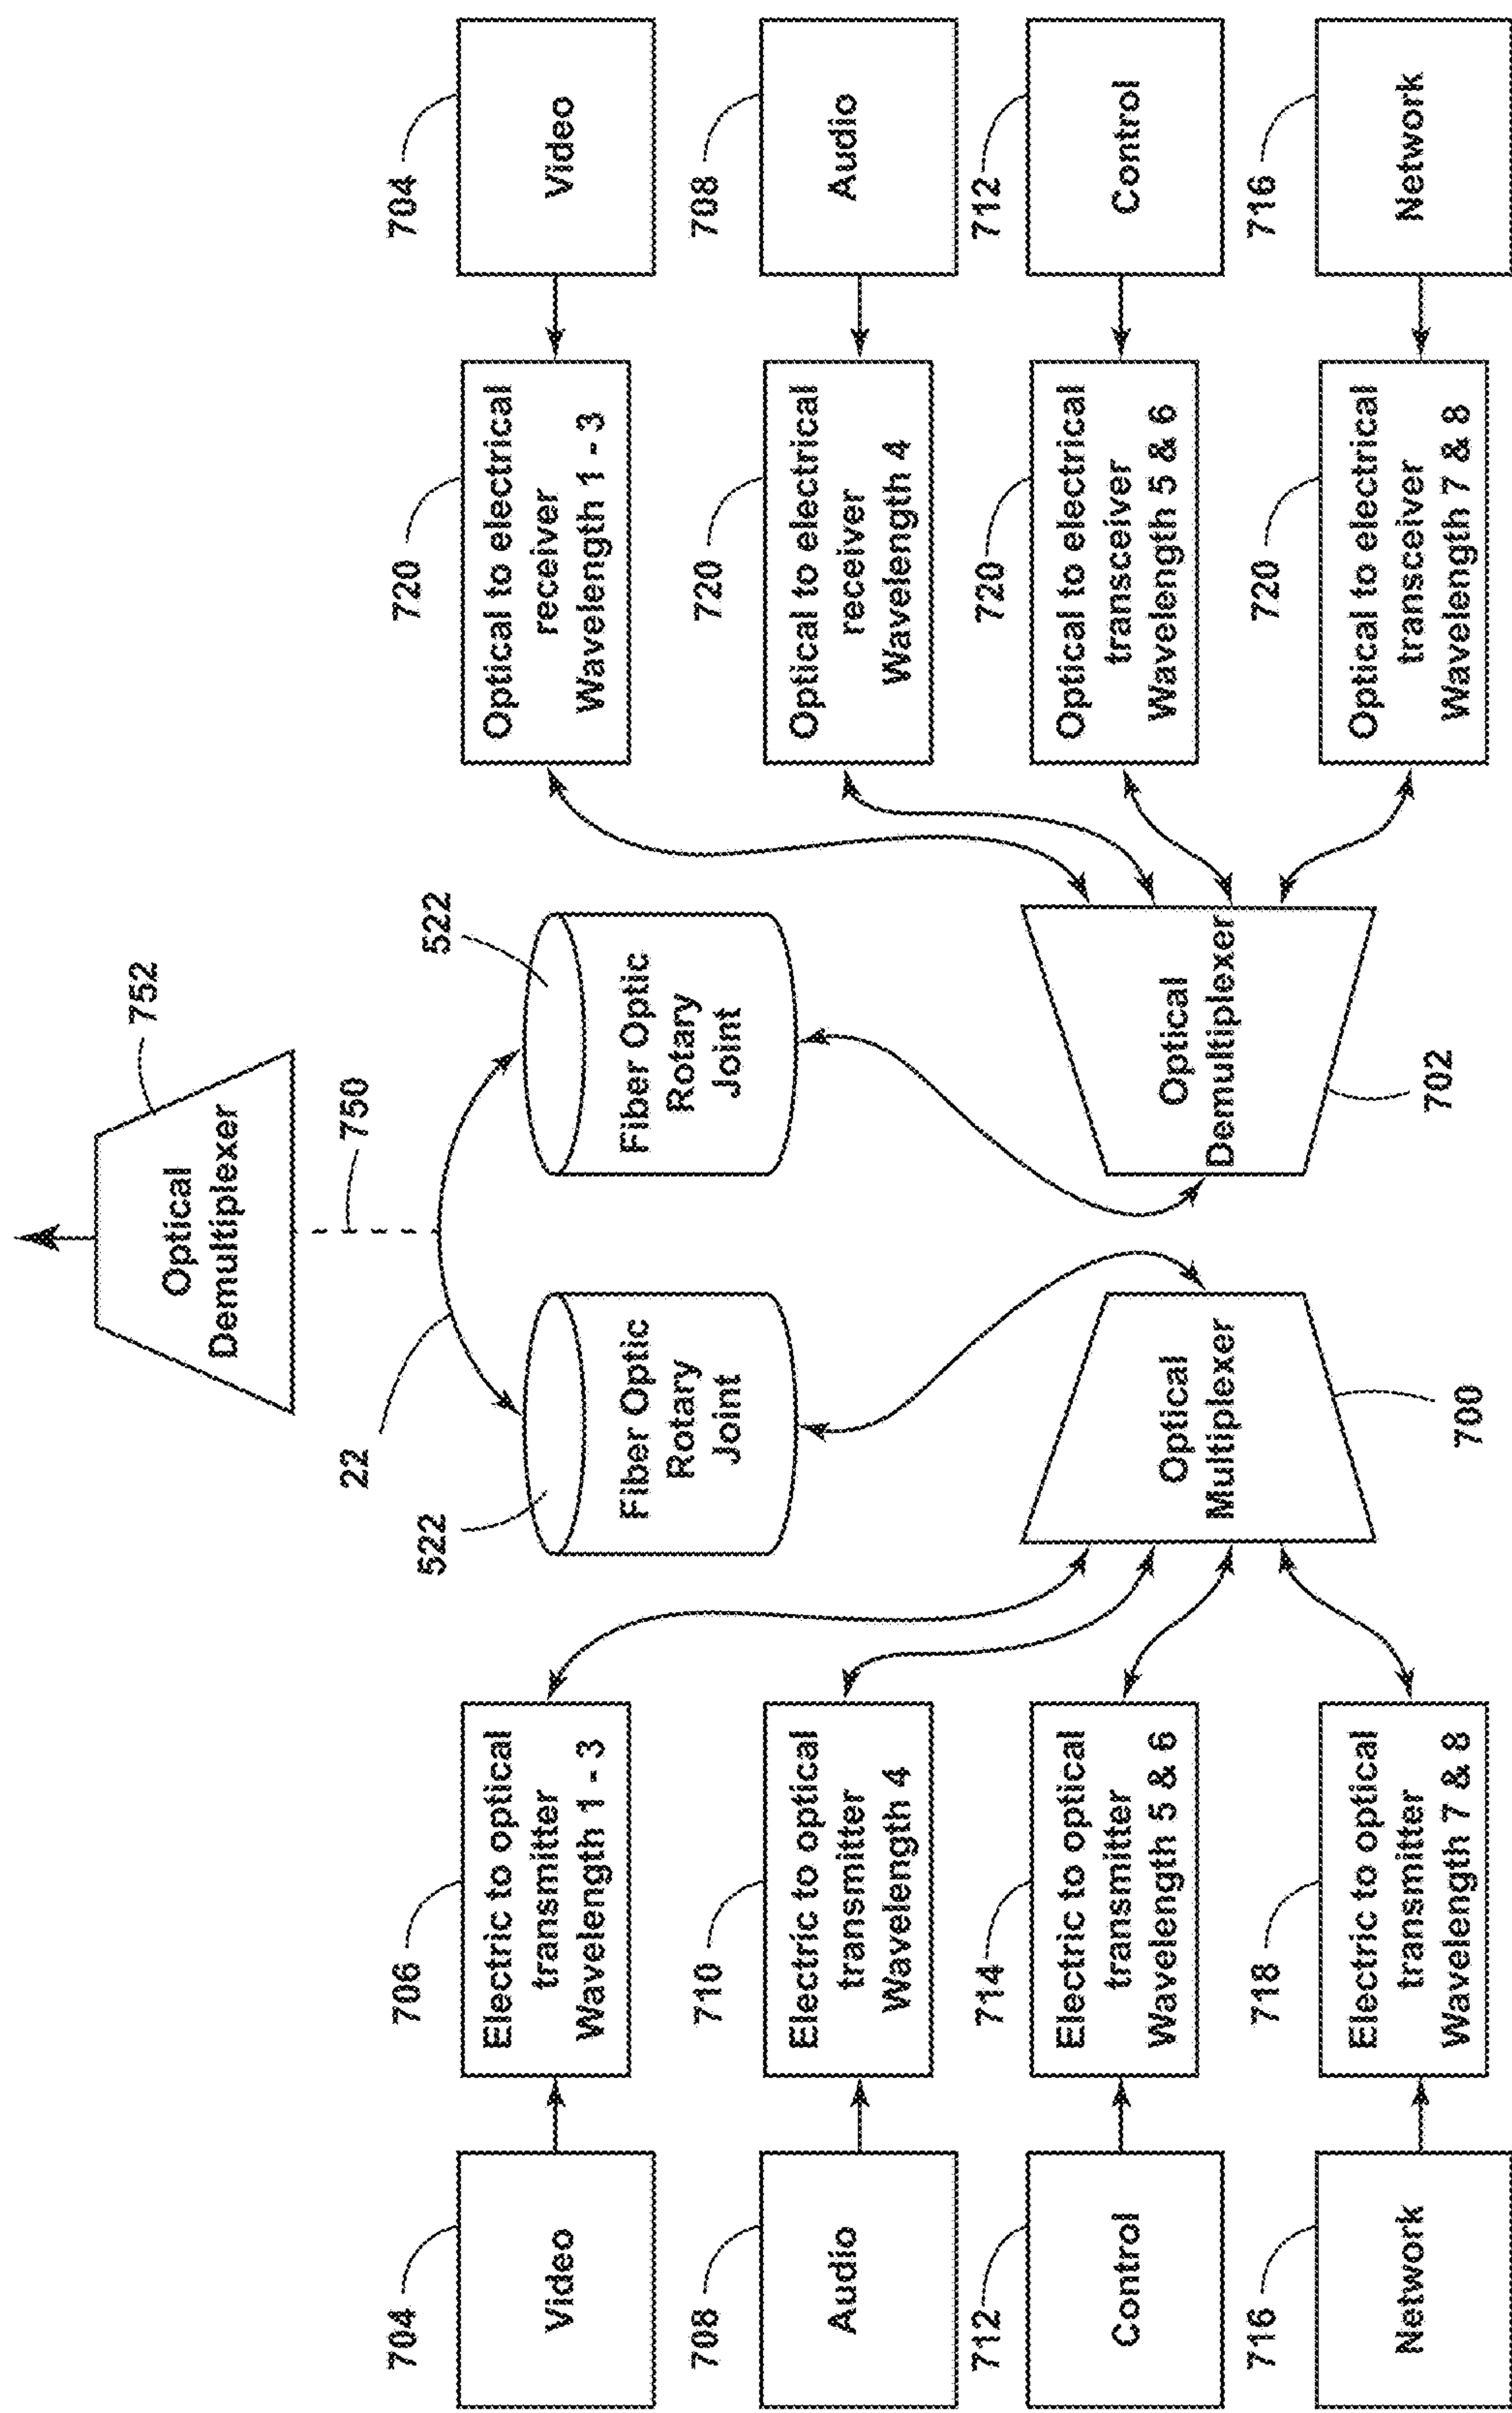 752
Optical
Demultiplexer
750
22
522
522
Fiber Optic
Rotary
Joint
Fiber Optic
Rotary
Joint
704
Video
706
Electric to optical
transmitter
Wavelength 1 - 3
720
Optical to electrical
receiver
Wavelength 1 - 3
704
Video
708
Audio
710
Electric to optical
transmitter
Wavelength 4
720
Optical to electrical
receiver
Wavelength 4
708
Audio
712
Control
714
Electric to optical
transmitter
Wavelength 5 & 6
Optical
Multiplexer
700
Optical
Demultiplexer
702
720
Optical to electrical
transceiver
Wavelength 5 & 6
712
Control
716
Network
718
Electric to optical
transmitter
Wavelength 7 & 8
720
Optical to electrical
transceiver
Wavelength 7 & 8
716
Network